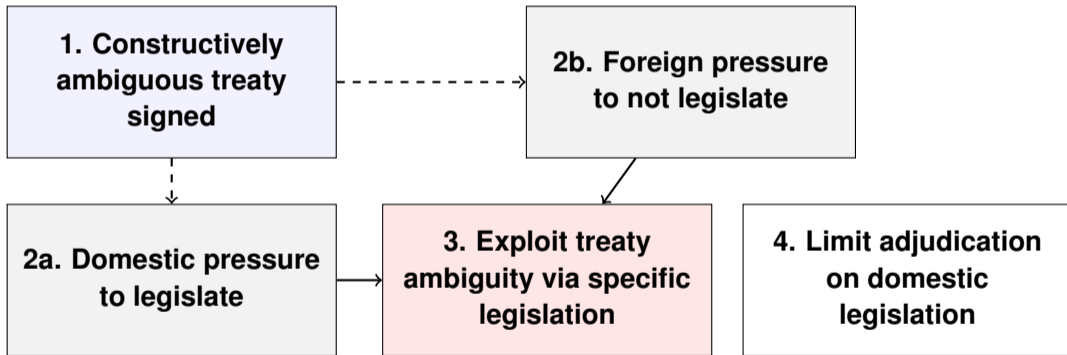 1. Constructively
ambiguous treaty
signed
2b. Foreign pressure
to not legislate
2a. Domestic pressure
to legislate
3. Exploit treaty
ambiguity via specific
legislation
4. Limit adjudication
on domestic
legislation